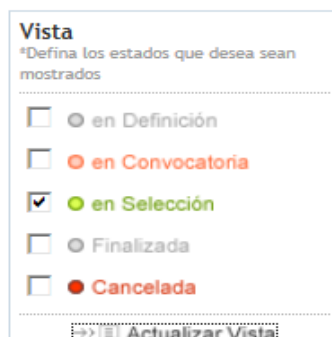 Vista
*Defina los estados que desea sean
mostrados
en Definición
en Convocatoria
en Selección
Finalizada
Cancelada
Actualizar Vista